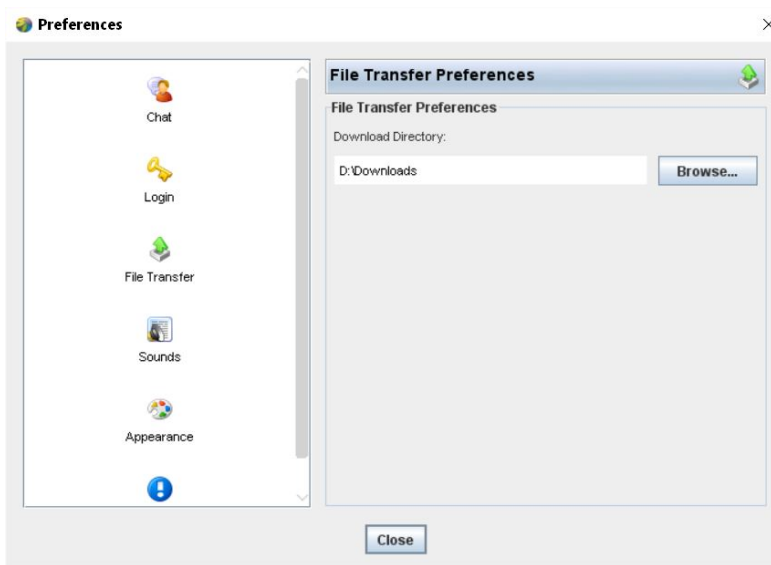 Preferences
Chat
Login
File Transfer
Sounds
Appearance
File Transfer Preferences
File Transfer Preferences
Download Directory:
D:\Downloads
Browse...
Close